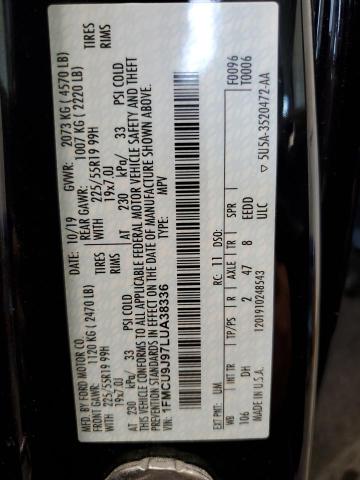 MFD. BY FORD MOTOR CO.
DATE: 10/19 GVWR: 2073 KG ( 4570 LB)
FRONT GAWR: 1120 KG ( 2470 LB) REAR GAWR: 1007 KG ( 2220 LB)
WITH 225/55R19 99H TIRES WITH 225/55R19 99H TIRES
19x7.0J RIMS 19x7.0J RIMS
AT 230 kPa/ 33 PSI COLD AT 230 kPa/ 33 PSI COLD
THIS VEHICLE CONFORMS TO ALL APPLICABLE FEDERAL MOTOR VEHICLE SAFETY AND THEFT
PREVENTION STANDARDS IN EFFECT ON THE DATE OF MANUFACTURE SHOWN ABOVE.
VIN: 1FMCU9J97LUA38336 TYPE: MPV
F0096
T0006
EXT PNT: UM RC: 11 DSO:
WB INT TR TP/PS R AXLE TR SPR
106 DH 2 47 8 EEDD
ULC
▽ 5U5A-3520472-AA
MADE IN U.S.A. 1201910248543